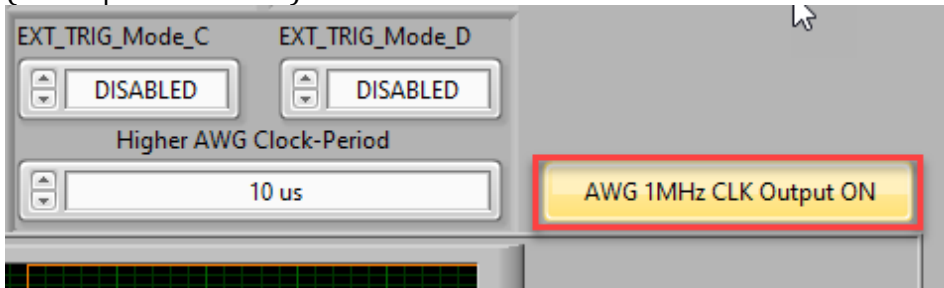 EXT_TRIG_Mode_C EXT_TRIG_Mode_D
DISABLED DISABLED
Higher AWG Clock-Period
10 us
AWG 1MHz CLK Output ON